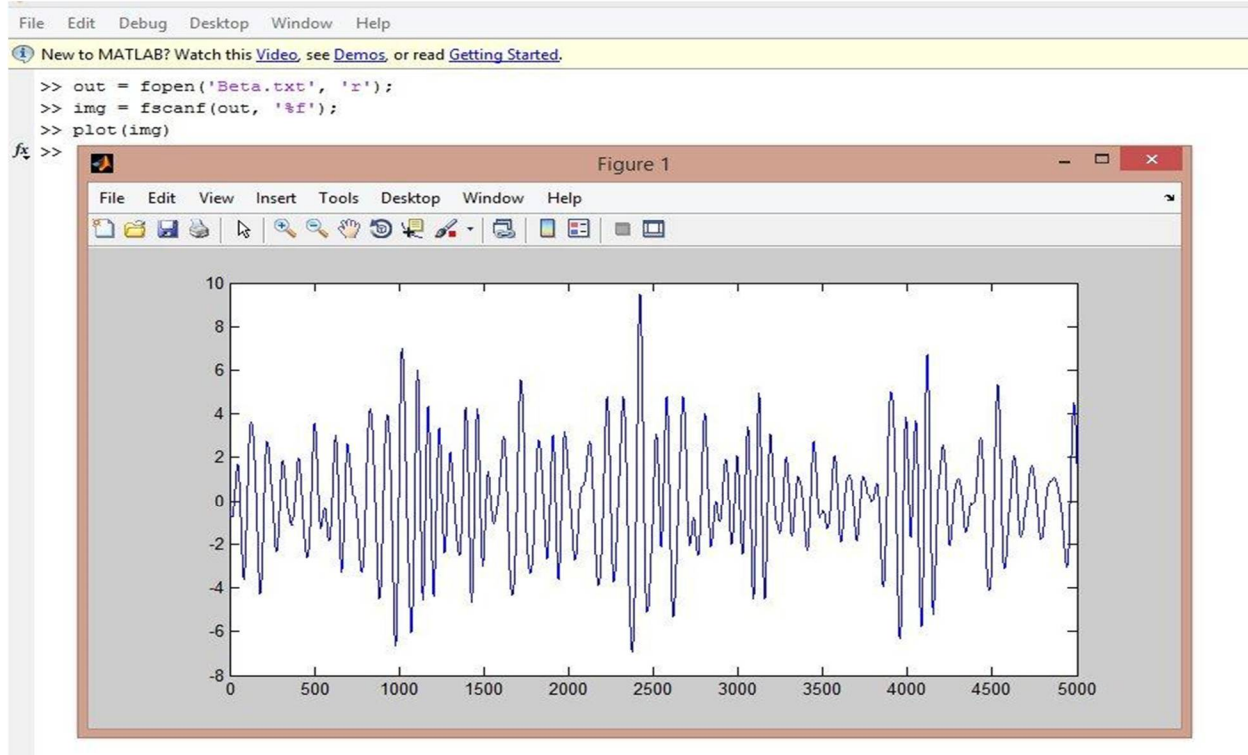 File Edit Debug Desktop Window Help
New to MATLAB? Watch this Video, see Demos, or read Getting Started.
>> out = fopen('Beta.txt', 'r');
>> img = fscanf(out, '%f');
>> plot(img)
fx >>
Figure 1
File Edit View Insert Tools Desktop Window Help
10
8
6
4
2
0
-2
-4
-6
-8
0 500 1000 1500 2000 2500 3000 3500 4000 4500 5000